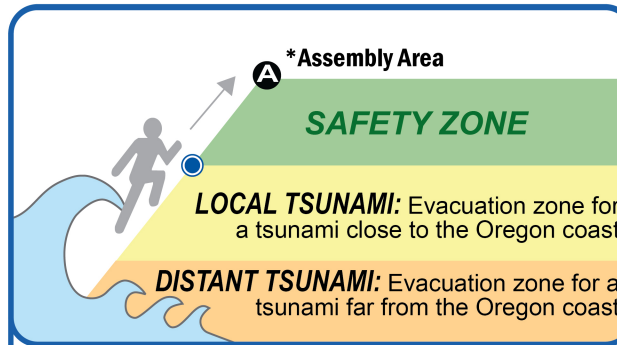 *Assembly Area
A
SAFETY ZONE
LOCAL TSUNAMI: Evacuation zone for
a tsunami close to the Oregon coast
DISTANT TSUNAMI: Evacuation zone for a
tsunami far from the Oregon coast